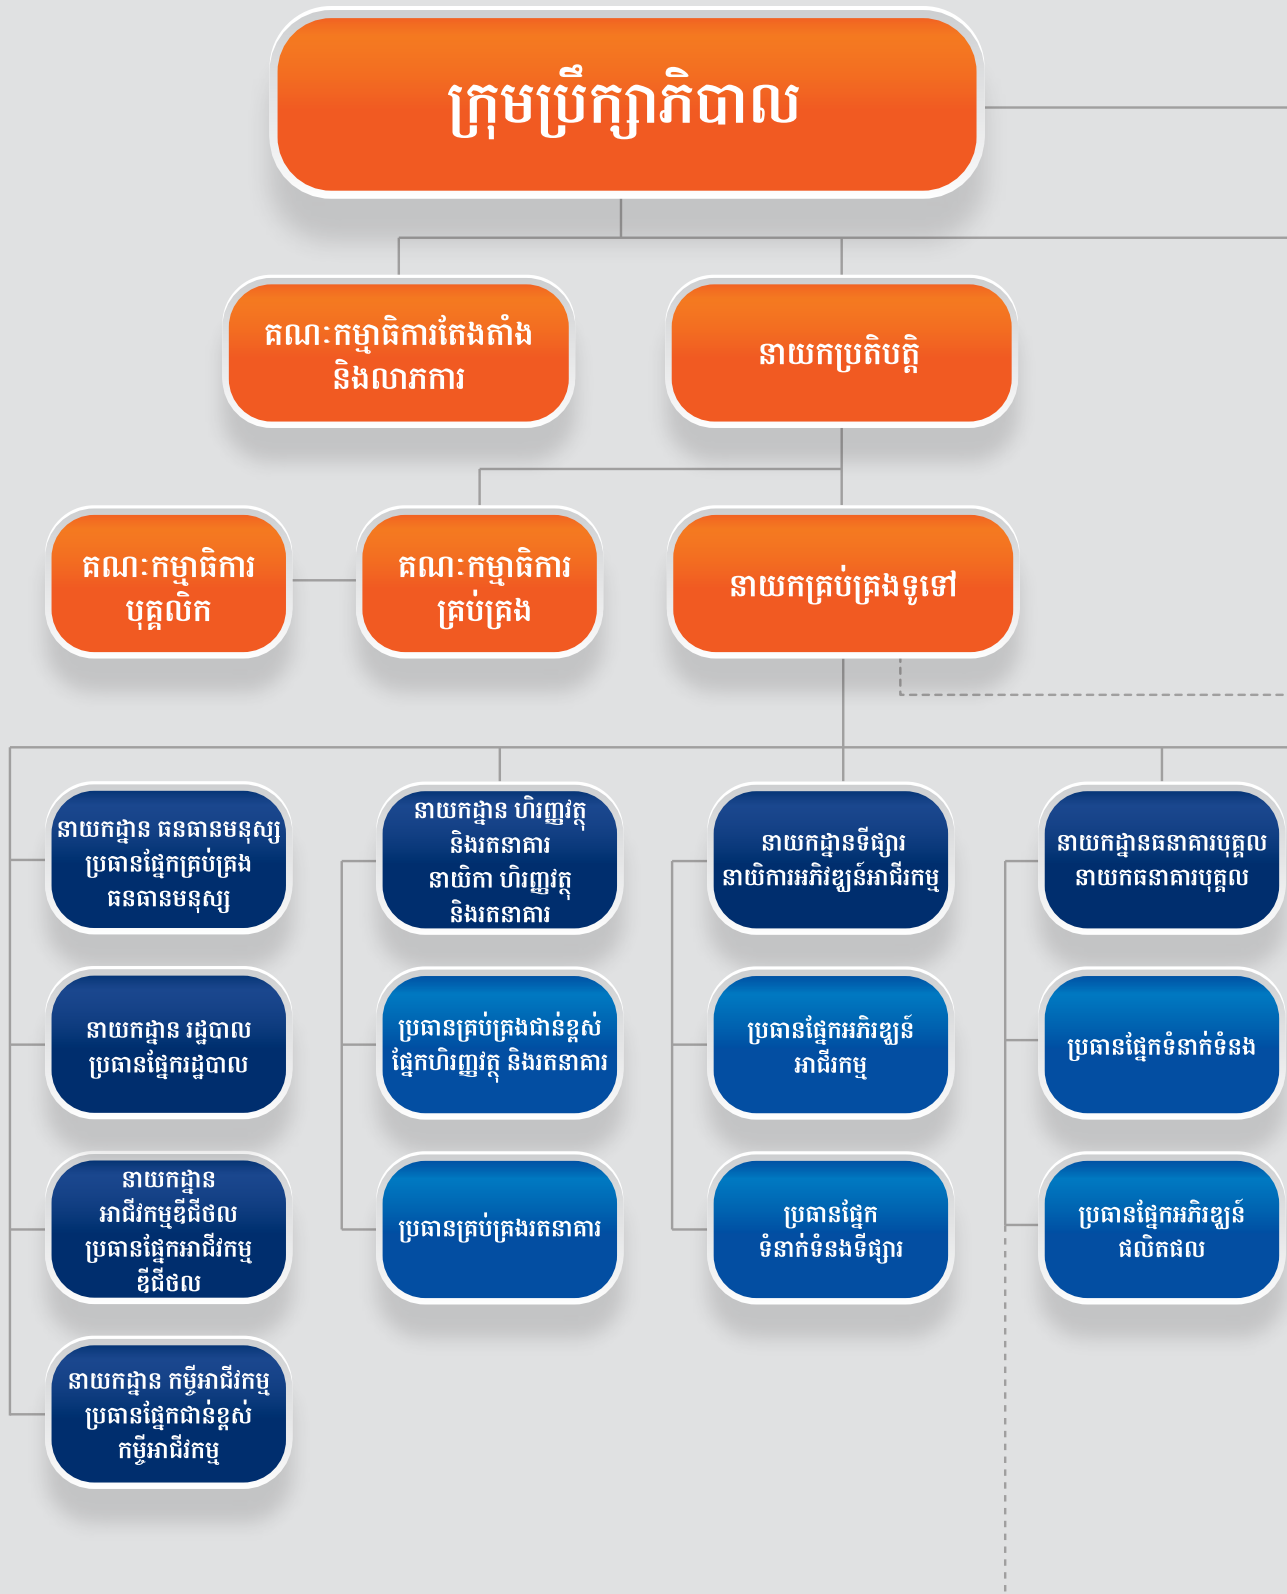 ក្រុមប្រឹក្សាភិបាល
គណៈកម្មាធិការតែងតាំង
និងលាភការ
នាយកប្រតិបត្តិ
គណៈកម្មាធិការ
បុគ្គលិក
គណៈកម្មាធិការ
គ្រប់គ្រង
នាយកគ្រប់គ្រងទូទៅ
នាយកដ្ឋាន ធនធានមនុស្ស
ប្រធានផ្នែកគ្រប់គ្រង
ធនធានមនុស្ស
នាយកដ្ឋាន ហិរញ្ញវត្ថុ
និងរតនាគារ
នាយិកា ហិរញ្ញវត្ថុ
និងរតនាគារ
នាយកដ្ឋានទីផ្សារ
នាយិការអភិវឌ្ឍន៍អាជីរកម្ម
នាយកដ្ឋានធនាគារបុគ្គល
នាយកធនាគារបុគ្គល
នាយកដ្ឋាន រដ្ឋបាល
ប្រធានផ្នែករដ្ឋបាល
ប្រធានគ្រប់គ្រងជាន់ខ្ពស់
ផ្នែកហិរញ្ញវត្ថុ និងរតនាគារ
ប្រធានផ្នែកអភិវឌ្ឍន៍
អាជីរកម្ម
ប្រធានផ្នែកទំនាក់ទំនង
នាយកដ្ឋាន
អាជីវកម្មឌីជីថល
ប្រធានផ្នែកអាជីវកម្ម
ឌីជីថល
ប្រធានគ្រប់គ្រងរតនាគារ
ប្រធានផ្នែក
ទំនាក់ទំនងទីផ្សារ
ប្រធានផ្នែកអភិវឌ្ឍន៍
ផលិតផល
នាយកដ្ឋាន កម្ចីអាជីវកម្ម
ប្រធានផ្នែកជាន់ខ្ពស់
កម្ចីអាជីវកម្ម